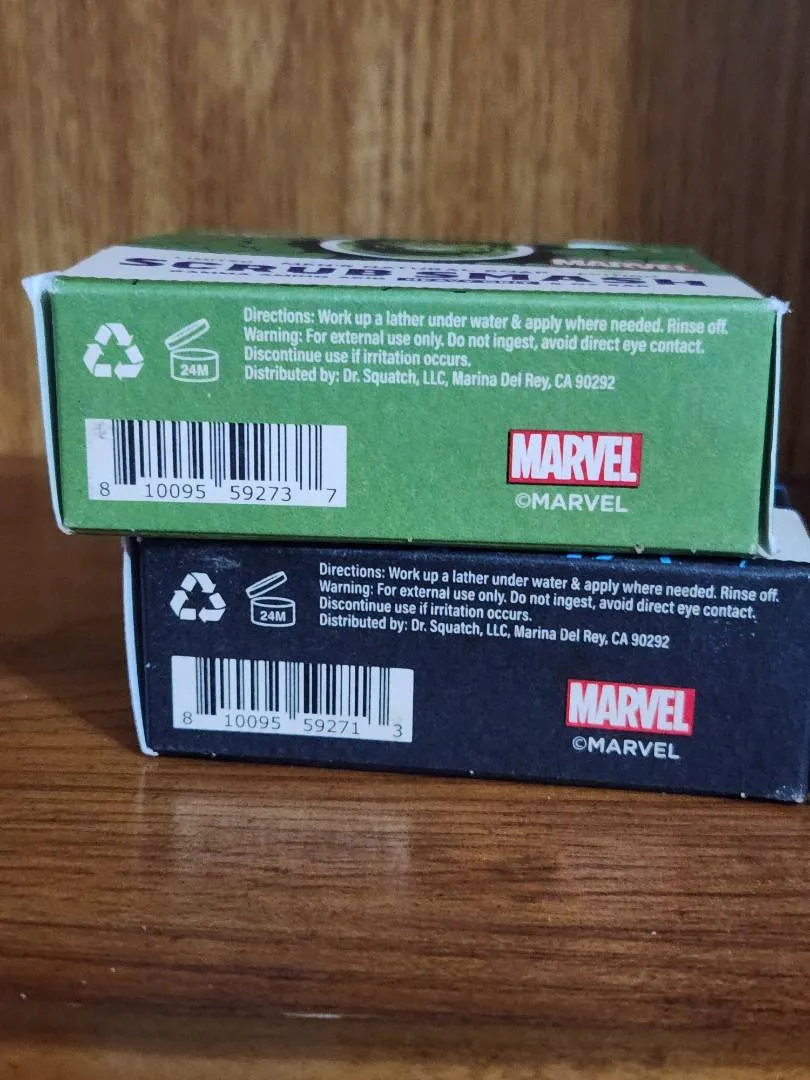 MARVEL
SCRUB SMASH
24M
Directions: Work up a lather under water & apply where needed. Rinse off.
Warning: For external use only. Do not ingest, avoid direct eye contact.
Discontinue use if irritation occurs.
Distributed by: Dr. Squatch, LLC, Marina Del Rey, CA 90292
8 10095 59273 7
MARVEL
©MARVEL
24M
Directions: Work up a lather under water & apply where needed. Rinse off.
Warning: For external use only. Do not ingest, avoid direct eye contact.
Discontinue use if irritation occurs.
Distributed by: Dr. Squatch, LLC, Marina Del Rey, CA 90292
8 10095 59271 3
MARVEL
©MARVEL